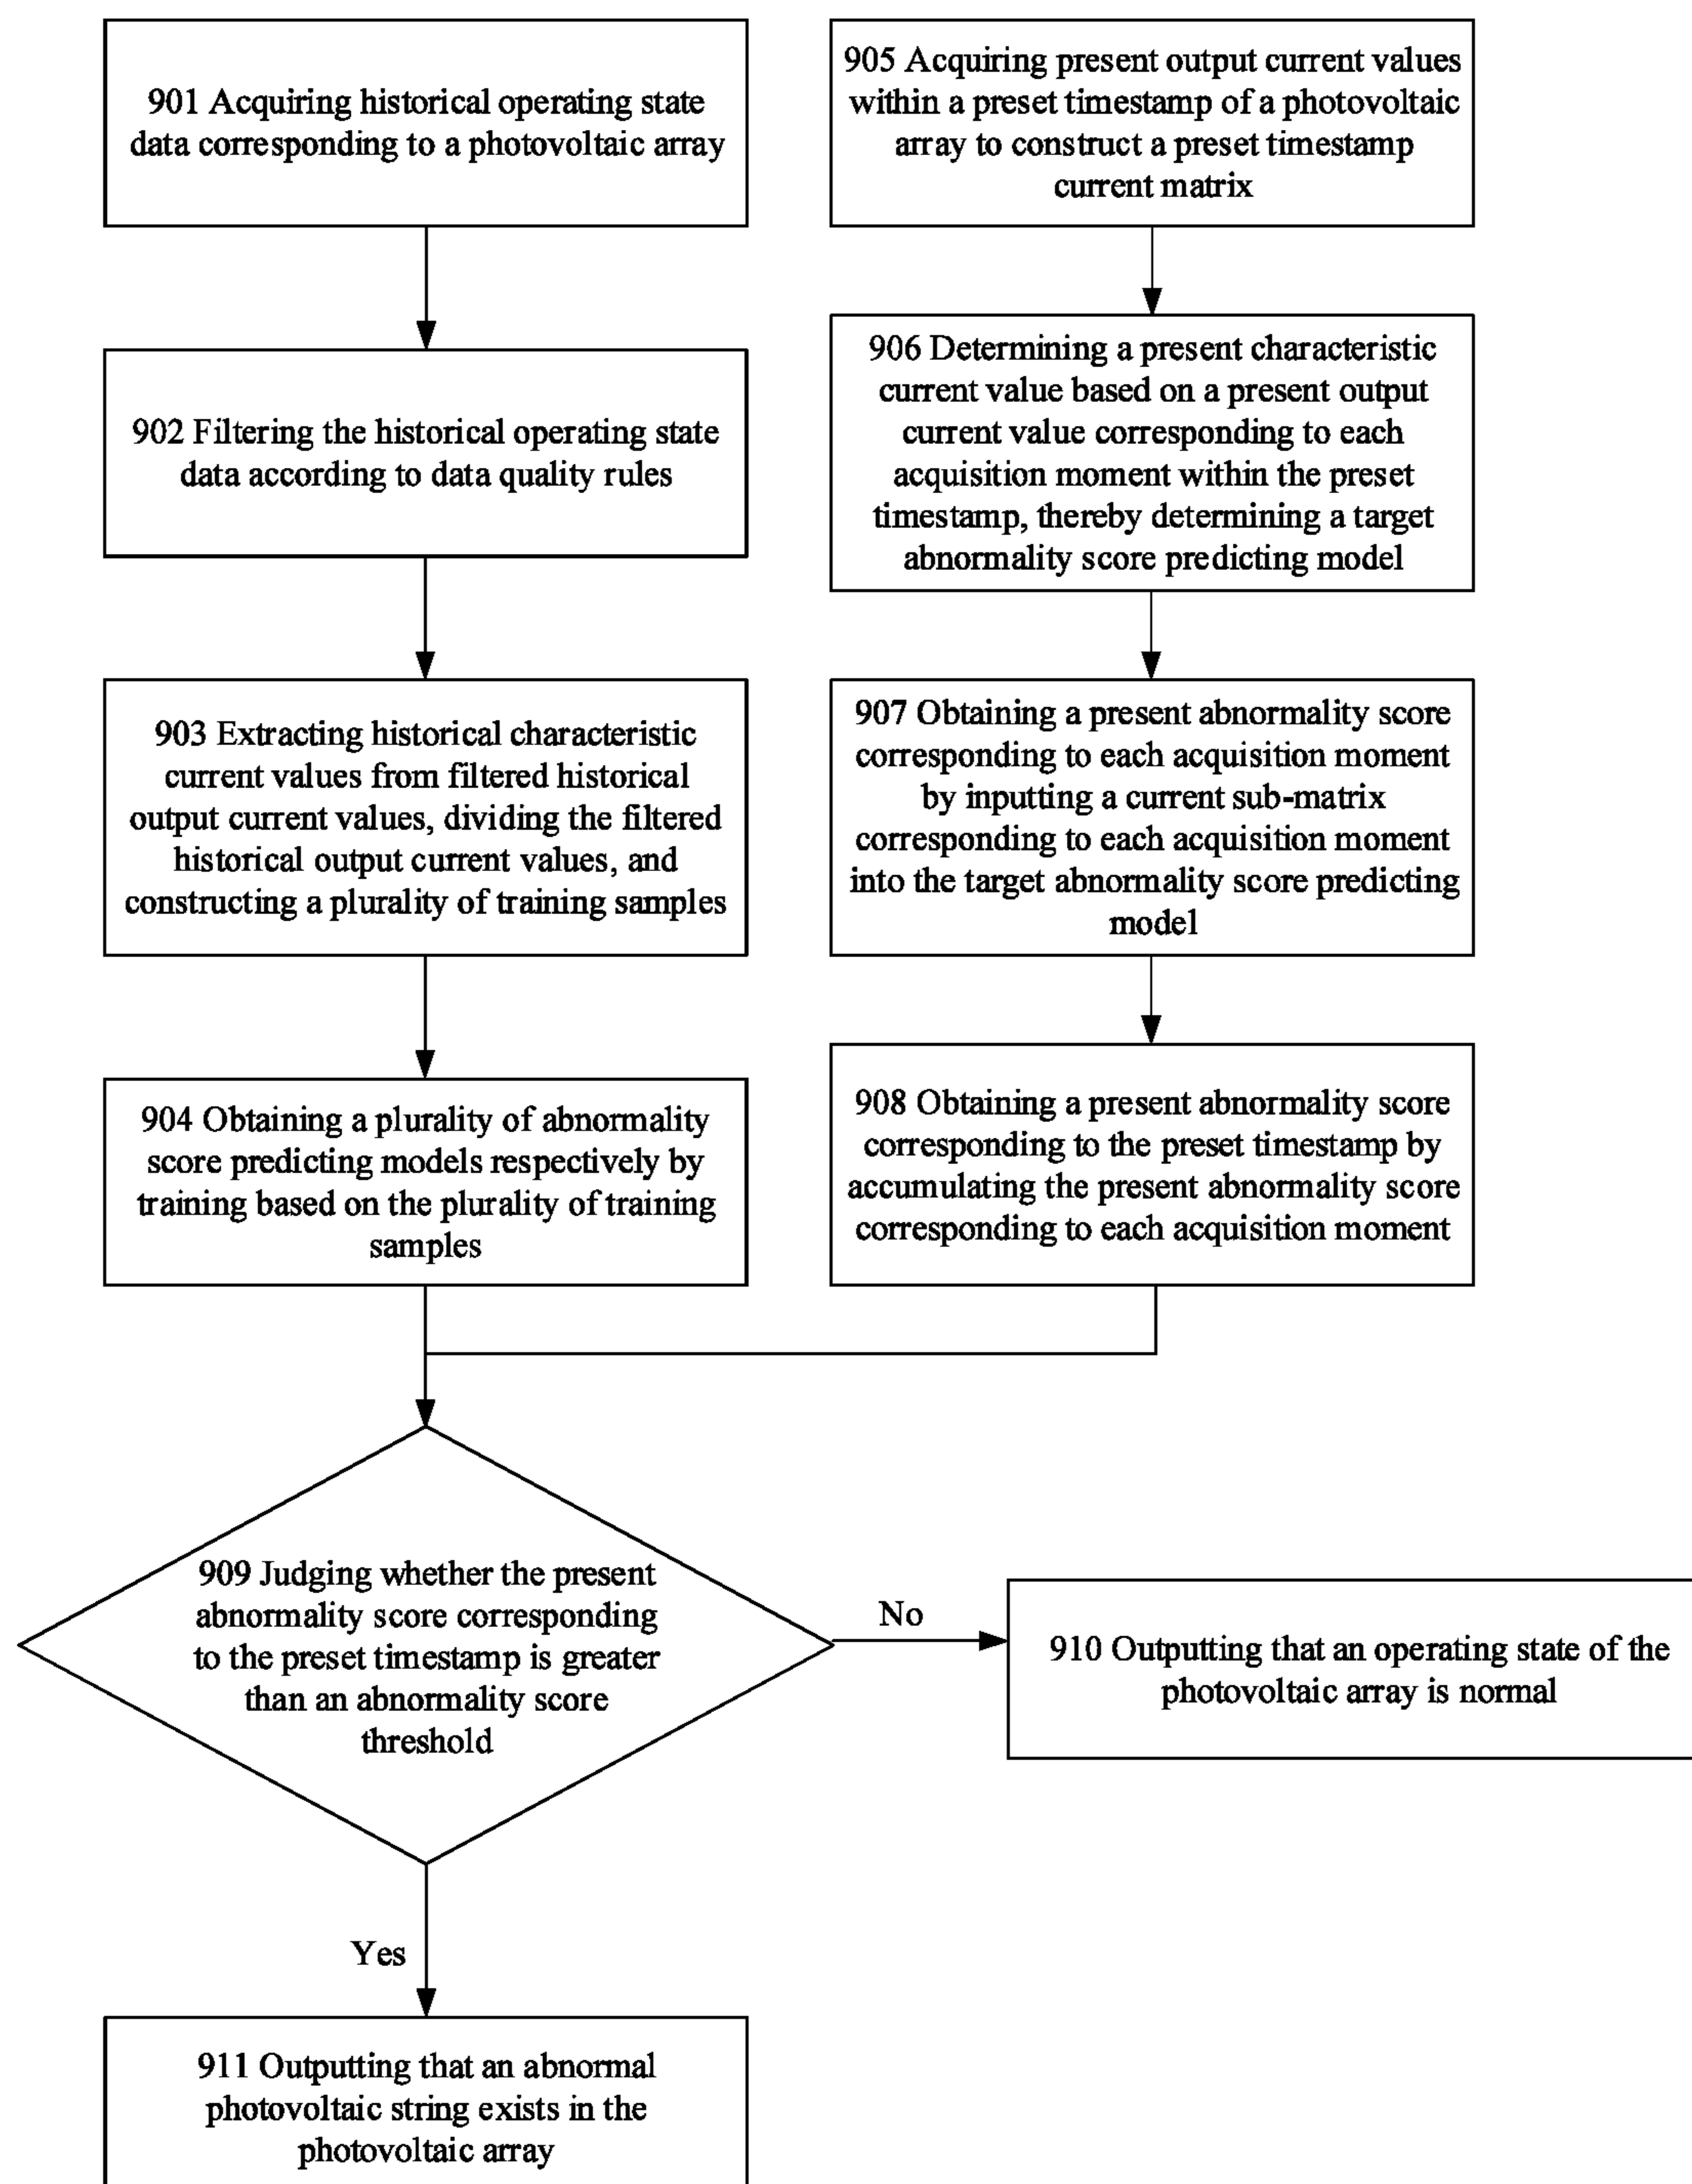 901 Acquiring historical operating state
data corresponding to a photovoltaic array
902 Filtering the historical operating state
data according to data quality rules
903 Extracting historical characteristic
current values from filtered historical
output current values, dividing the filtered
historical output current values, and
constructing a plurality of training samples
904 Obtaining a plurality of abnormality
score predicting models respectively by
training based on the plurality of training
samples
905 Acquiring present output current values
within a preset timestamp of a photovoltaic
array to construct a preset timestamp
current matrix
906 Determining a present characteristic
current value based on a present output
current value corresponding to each
acquisition moment within the preset
timestamp, thereby determining a target
abnormality score predicting model
907 Obtaining a present abnormality score
corresponding to each acquisition moment
by inputting a current sub-matrix
corresponding to each acquisition moment
into the target abnormality score predicting
model
908 Obtaining a present abnormality score
corresponding to the preset timestamp by
accumulating the present abnormality score
corresponding to each acquisition moment
909 Judging whether the present
abnormality score corresponding
to the preset timestamp is greater
than an abnormality score
threshold
No
910 Outputting that an operating state of the
photovoltaic array is normal
Yes
911 Outputting that an abnormal
photovoltaic string exists in the
photovoltaic array